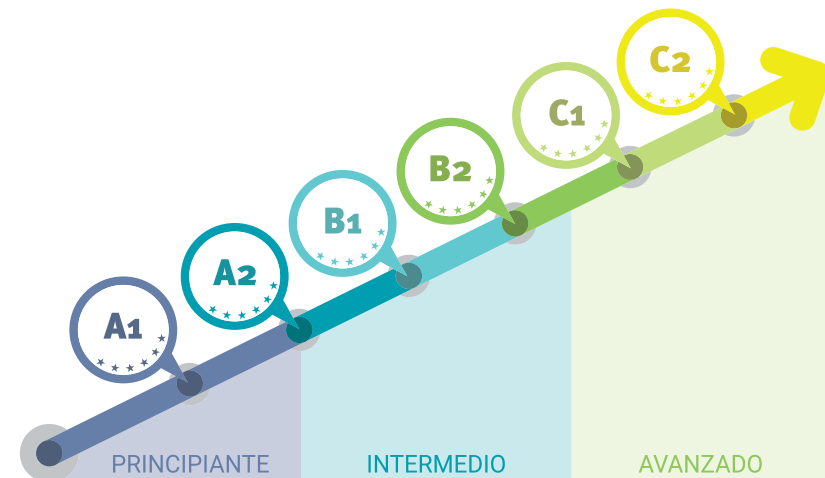 A1
A2
B1
B2
C1
C2
PRINCIPIANTE
INTERMEDIO
AVANZADO